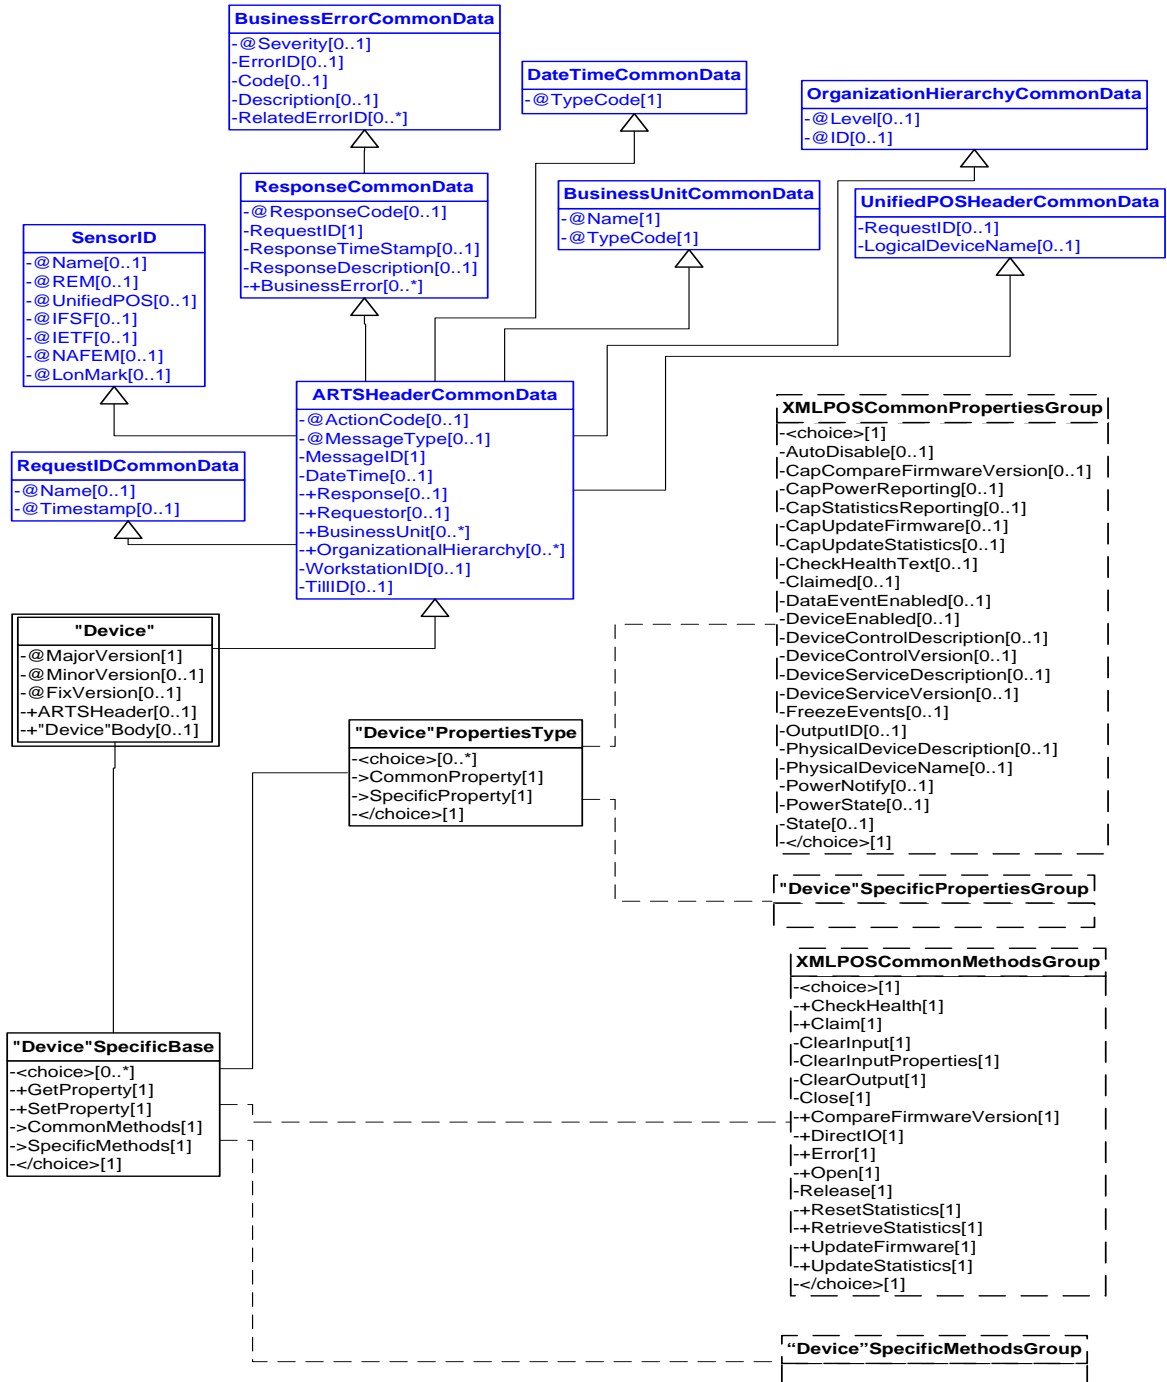 BusinessErrorCommonData
-@Severity[0..1]
-ErrorID[0..1]
-Code[0..1]
-Description[0..1]
-RelatedErrorID[0..*]
DateTimeCommonData
-@TypeCode[1]
OrganizationHierarchyCommonData
-@Level[0..1]
-@ID[0..1]
ResponseCommonData
-@ResponseCode[0..1]
-RequestID[1]
-ResponseTimeStamp[0..1]
-ResponseDescription[0..1]
-+BusinessError[0..*]
BusinessUnitCommonData
-@Name[1]
-@TypeCode[1]
UnifiedPOSHeaderCommonData
-RequestID[0..1]
-LogicalDeviceName[0..1]
SensorID
-@Name[0..1]
-@REM[0..1]
-@UnifiedPOS[0..1]
-@IFSF[0..1]
-@IETF[0..1]
-@NAFEM[0..1]
-@LonMark[0..1]
ARTSHeaderCommonData
-@ActionCode[0..1]
-@MessageType[0..1]
-MessageID[1]
-DateTime[0..1]
-+Response[0..1]
-+Requestor[0..1]
-+BusinessUnit[0..*]
-+OrganizationalHierarchy[0..*]
-WorkstationID[0..1]
-TillID[0..1]
RequestIDCommonData
-@Name[0..1]
-@Timestamp[0..1]
XMLPOSCommonPropertiesGroup
-<choice>[1]
-AutoDisable[0..1]
-CapCompareFirmwareVersion[0..1]
-CapPowerReporting[0..1]
-CapStatisticsReporting[0..1]
-CapUpdateFirmware[0..1]
-CapUpdateStatistics[0..1]
-CheckHealthText[0..1]
-Claimed[0..1]
-DataEventEnabled[0..1]
-DeviceEnabled[0..1]
-DeviceControlDescription[0..1]
-DeviceControlVersion[0..1]
-DeviceServiceDescription[0..1]
-DeviceServiceVersion[0..1]
-FreezeEvents[0..1]
-OutputID[0..1]
-PhysicalDeviceDescription[0..1]
-PhysicalDeviceName[0..1]
-PowerNotify[0..1]
-PowerState[0..1]
-State[0..1]
-</choice>[1]
"Device"
-@MajorVersion[1]
-@MinorVersion[0..1]
-@FixVersion[0..1]
-+ARTSHeader[0..1]
-+"Device"Body[0..1]
"Device"PropertiesType
-<choice>[0..*]
->CommonProperty[1]
->SpecificProperty[1]
-</choice>[1]
"Device"SpecificPropertiesGroup
XMLPOSCommonMethodsGroup
-<choice>[1]
-+CheckHealth[1]
-+Claim[1]
-ClearInput[1]
-ClearInputProperties[1]
-ClearOutput[1]
-Close[1]
-+CompareFirmwareVersion[1]
-+DirectIO[1]
-+Error[1]
-+Open[1]
-Release[1]
-+ResetStatistics[1]
-+RetrieveStatistics[1]
-+UpdateFirmware[1]
-+UpdateStatistics[1]
-</choice>[1]
"Device"SpecificBase
-<choice>[0..*]
-+GetProperty[1]
-+SetProperty[1]
->CommonMethods[1]
->SpecificMethods[1]
-</choice>[1]
“Device”SpecificMethodsGroup